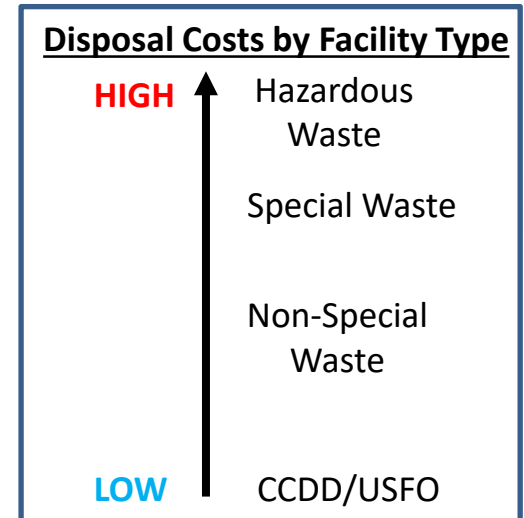 Disposal Costs by Facility Type
HIGH
Hazardous
Waste
Special Waste
Non-Special
Waste
LOW
CCDD/USFO